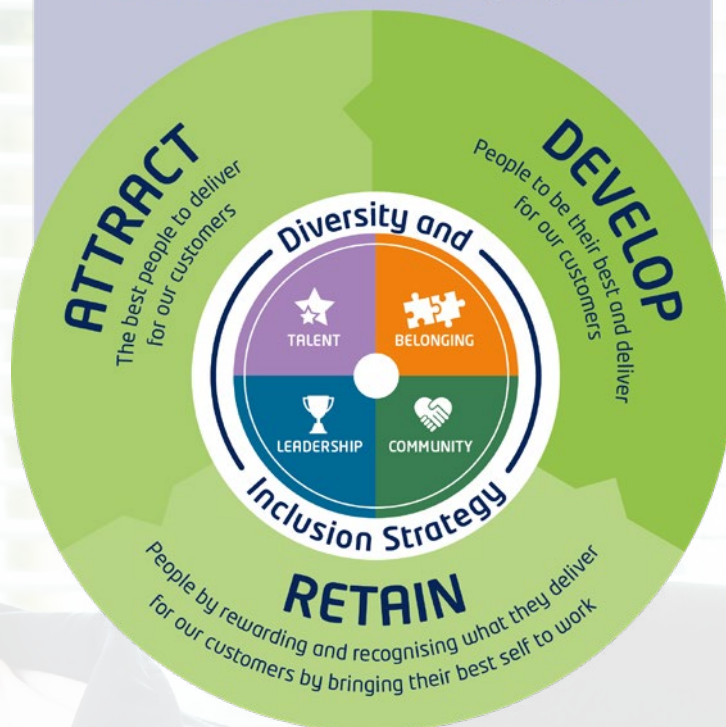 ATTRACT
The best people to deliver
for our customers
DEVELOP
People to be their best and deliver
for our customers
Diversity and
TALENT
BELONGING
LEADERSHIP
COMMUNITY
Inclusion Strategy
RETAIN
People by rewarding and recognising what they deliver
for our customers by bringing their best self to work